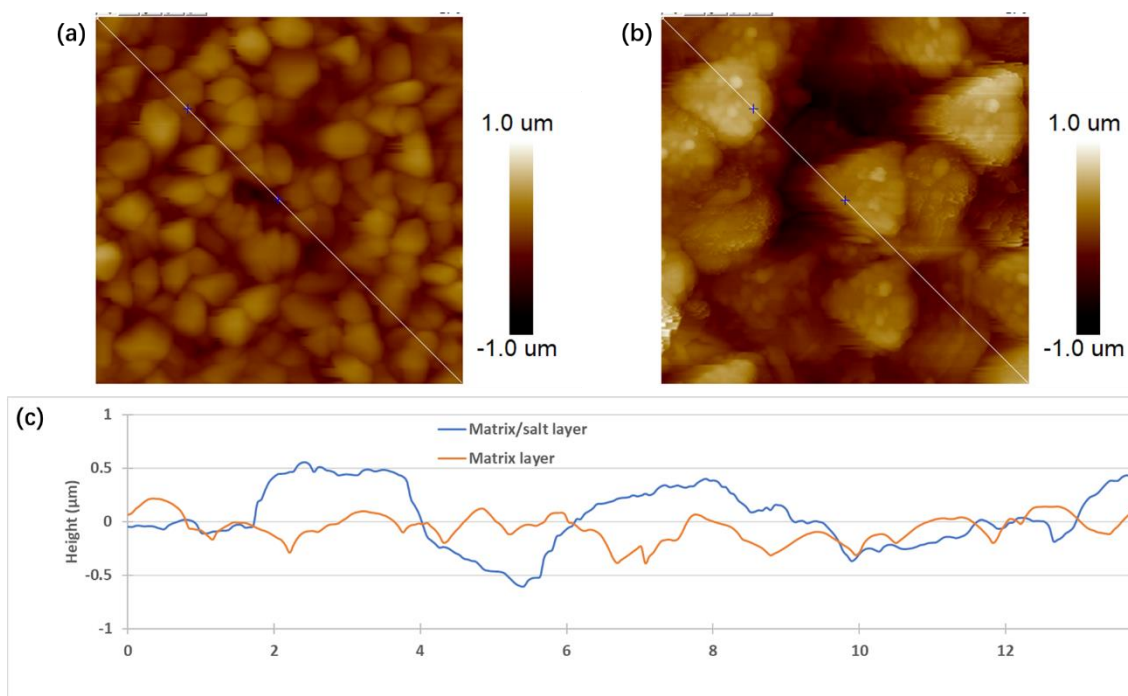 (a)
(b)
1.0 um
1.0 um
-1.0 um
-1.0 um
(c)
Matrix/salt layer
Matrix layer
Height (µm)
1
0.5
0
-0.5
-1
0 2 4 6 8 10 12